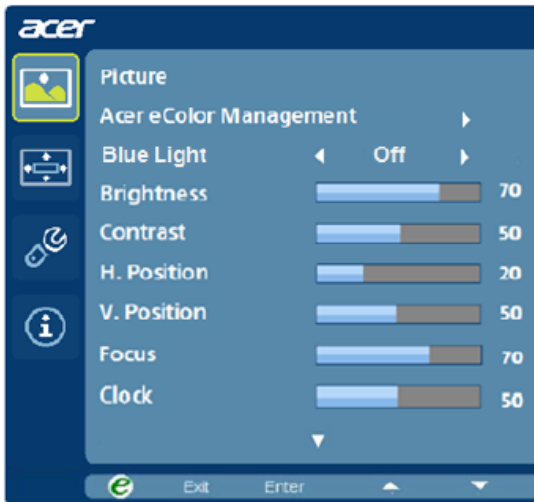 acer
Picture
Acer eColor Management
Blue Light Off
Brightness 70
Contrast 50
H. Position 20
V. Position 50
Focus 70
Clock 50
e Exit Enter